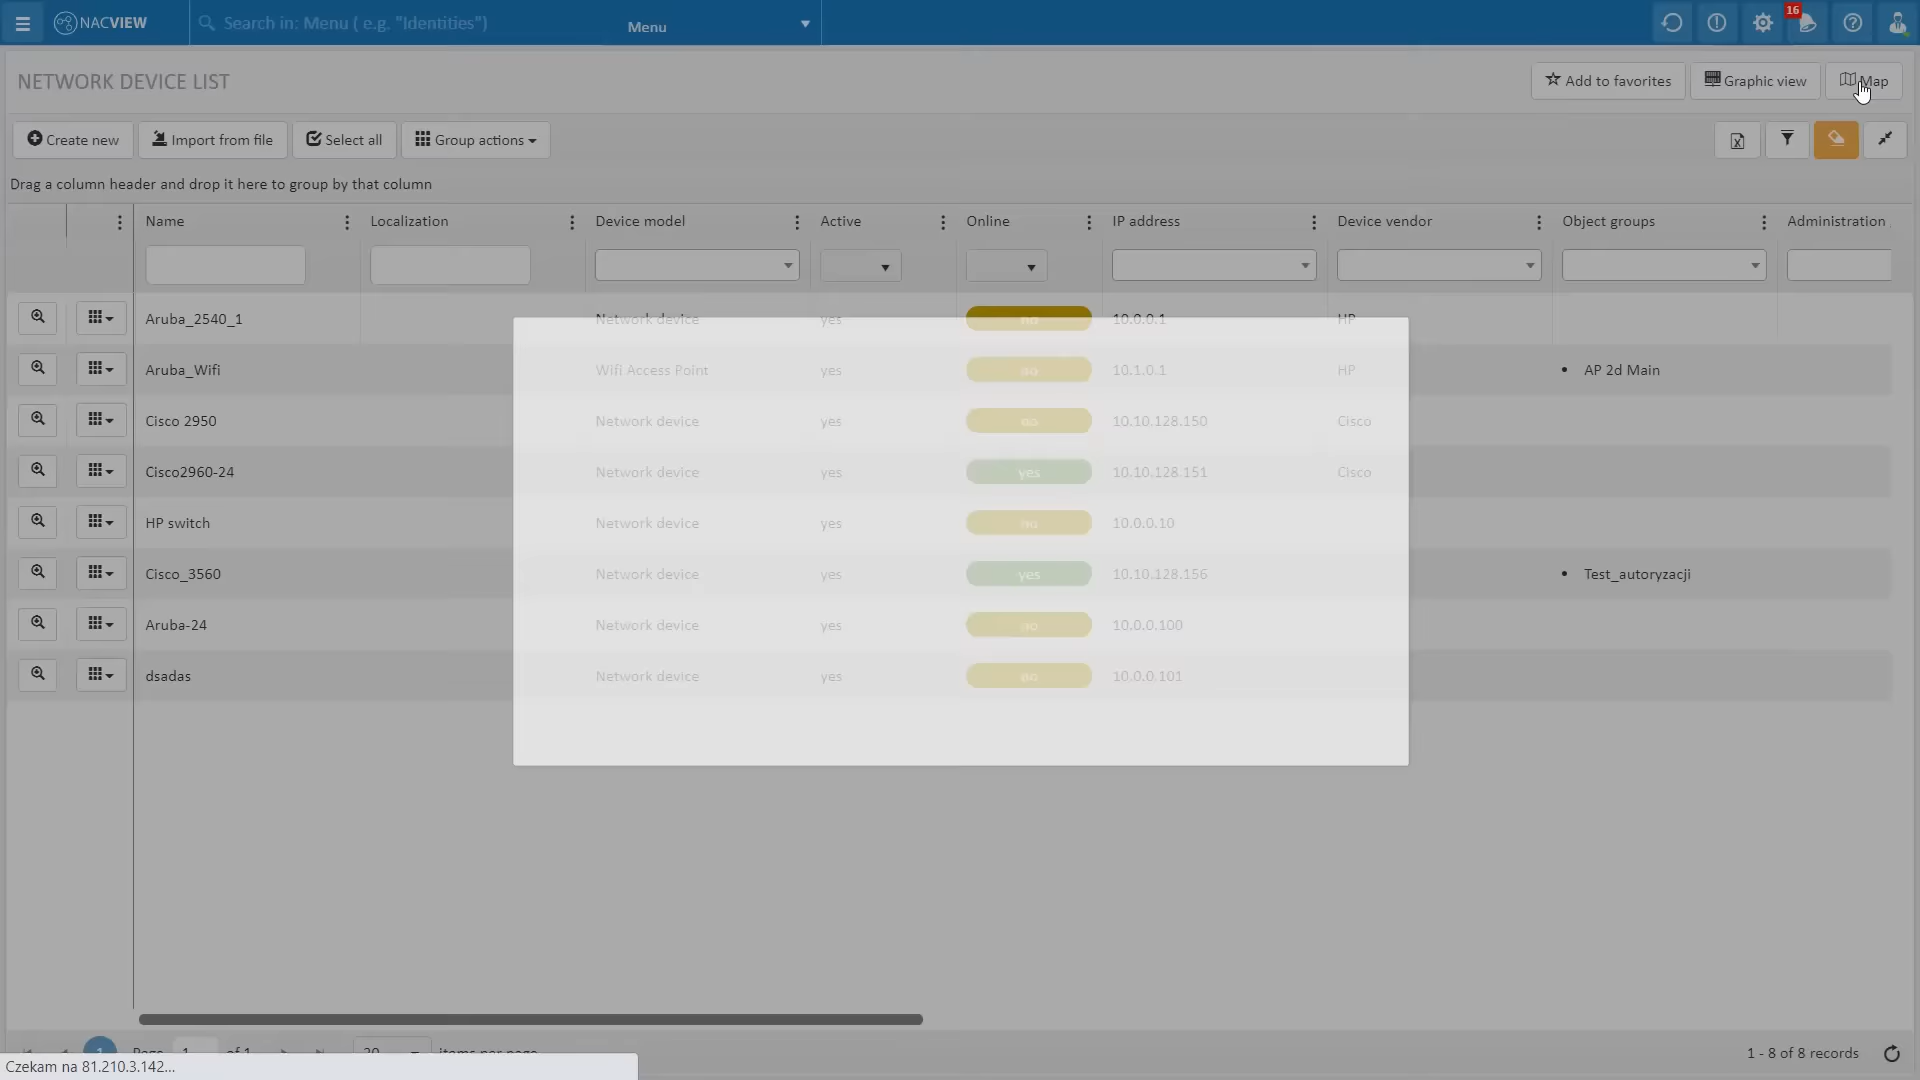 NACVIEW
Search in: Menu ( e.g. "Identities")
Menu
16
NETWORK DEVICE LIST
Add to favorites
Graphic view
Map
Create new
Import from file
Select all
Group actions
Drag a column header and drop it here to group by that column
Name Localization Device model Active Online IP address Device vendor Object groups Administration
Aruba_2540_1 Network device yes no 10.0.0.1 HP
Aruba_Wifi Wifi Access Point yes no 10.1.0.1 HP • AP 2d Main
Cisco 2950 Network device yes no 10.10.128.150 Cisco
Cisco2960-24 Network device yes yes 10.10.128.151 Cisco
HP switch Network device yes no 10.0.0.10
Cisco_3560 Network device yes yes 10.10.128.156 • Test_autoryzacji
Aruba-24 Network device yes no 10.0.0.100
dsadas Network device yes no 10.0.0.101
1 Page 1 of 1 20 items per page
1 - 8 of 8 records
Czekam na 81.210.3.142...